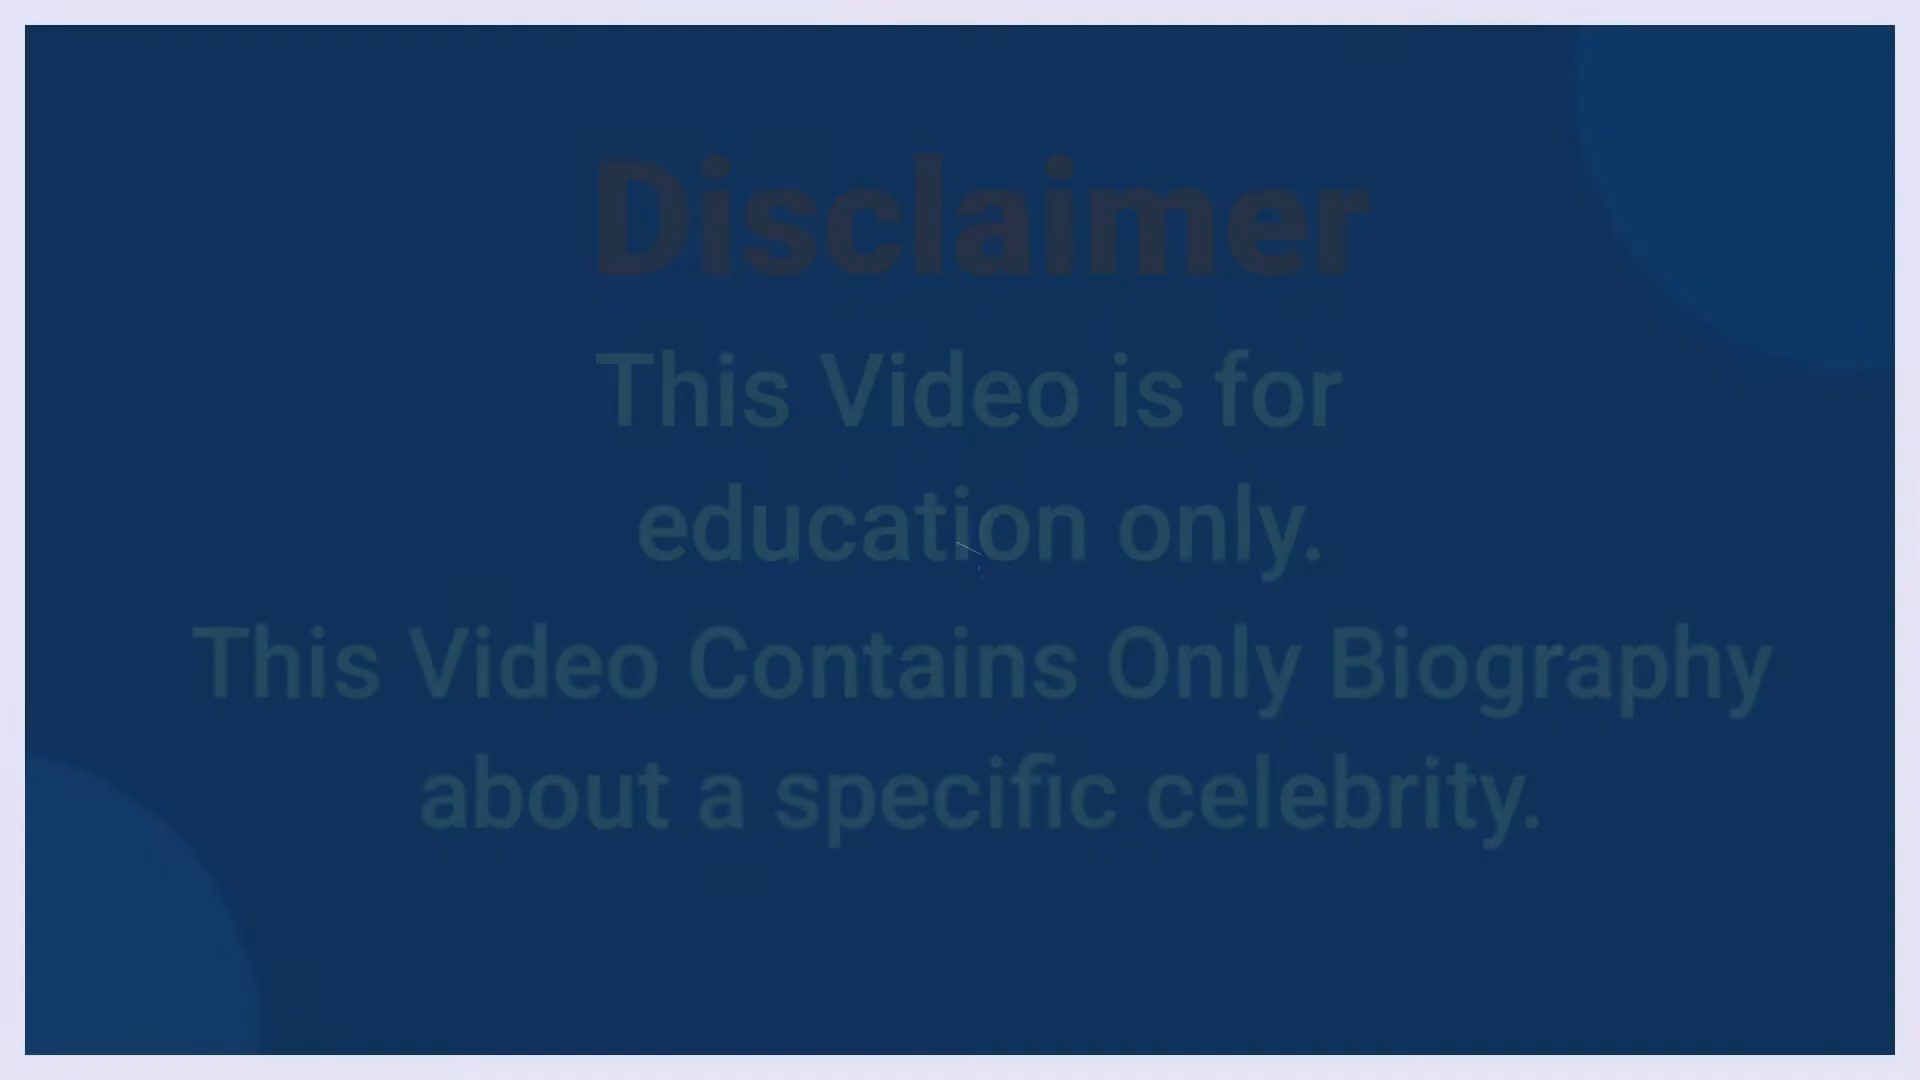 Disclaimer
This Video is for
education only.
This Video Contains Only Biography
about a specific celebrity.